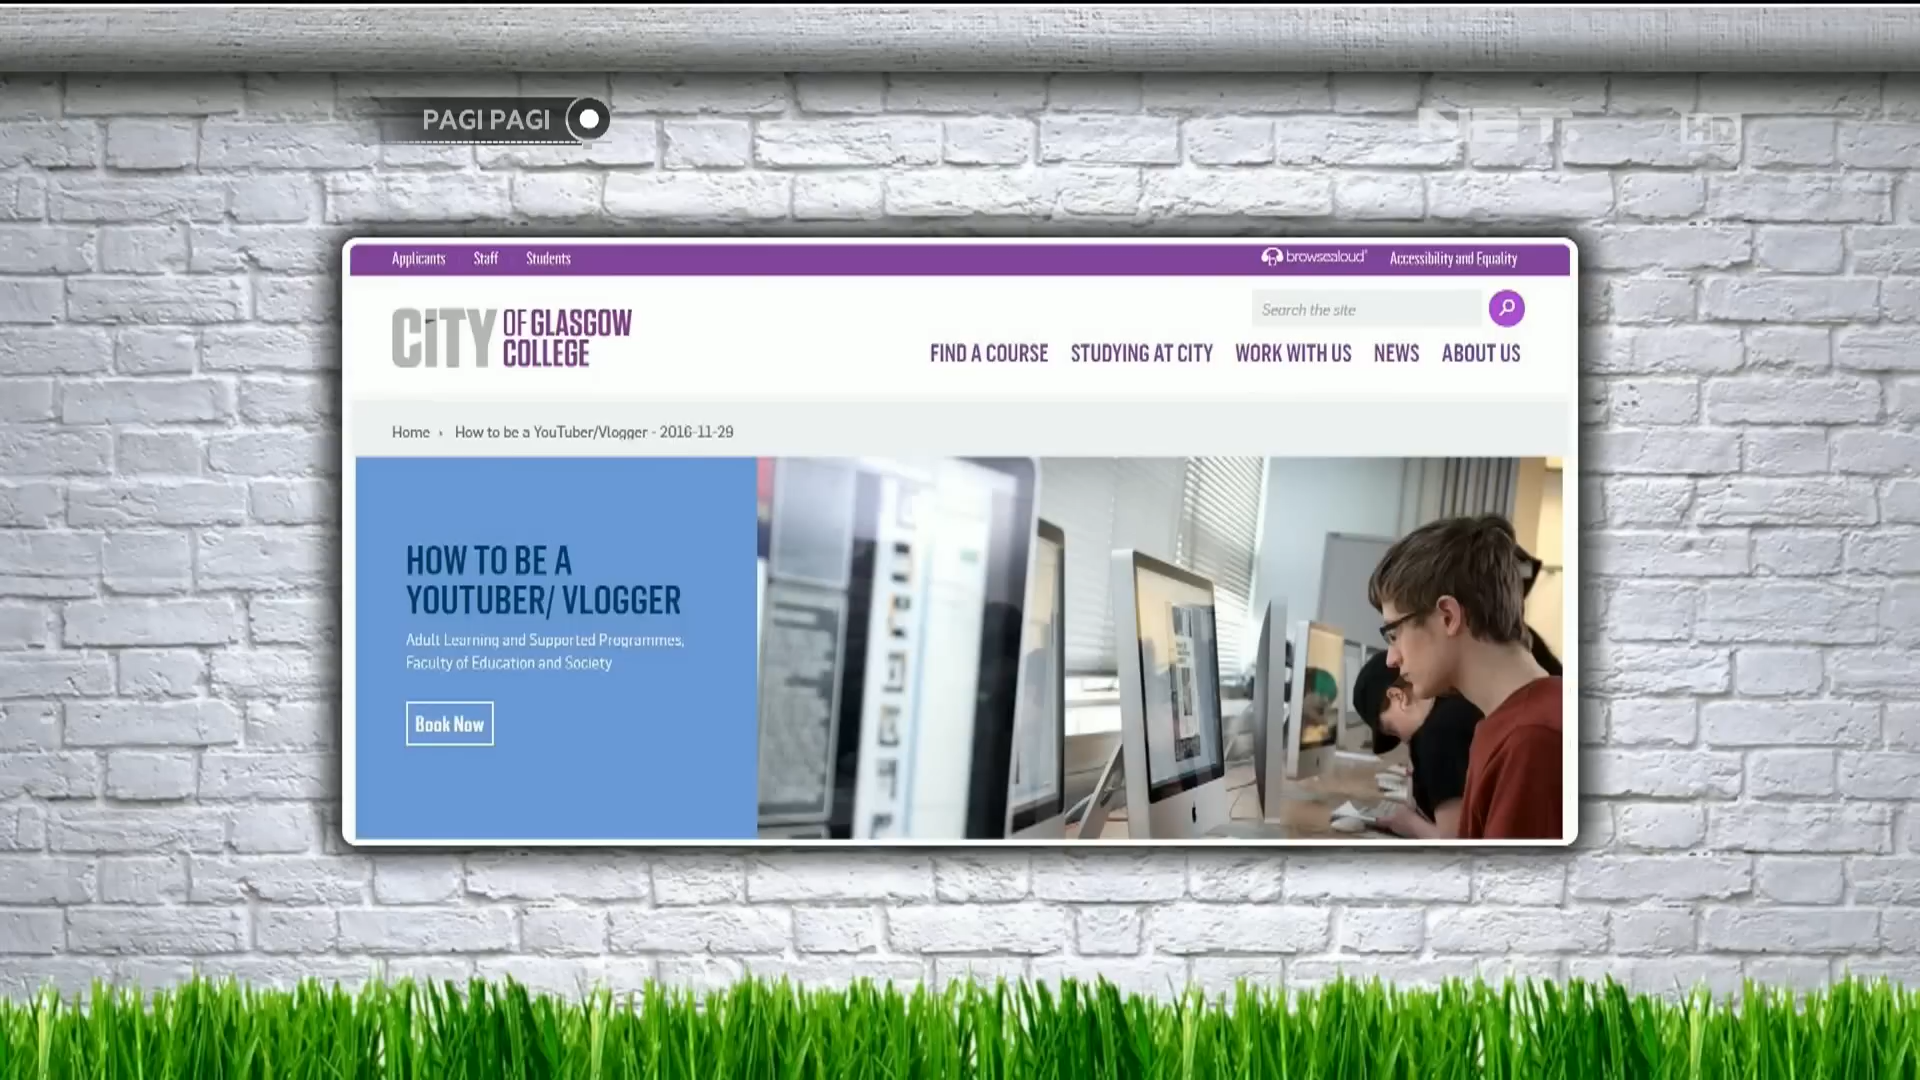 PAGI PAGI
NET.
HD
Applicants Staff Students browsealoud Accessibility and Equality
CiTY OF GLASGOW COLLEGE
Search the site
FIND A COURSE STUDYING AT CITY WORK WITH US NEWS ABOUT US
Home › How to be a YouTuber/Vlogger - 2016-11-29
HOW TO BE A
YOUTUBER/ VLOGGER
Adult Learning and Supported Programmes,
Faculty of Education and Society
Book Now